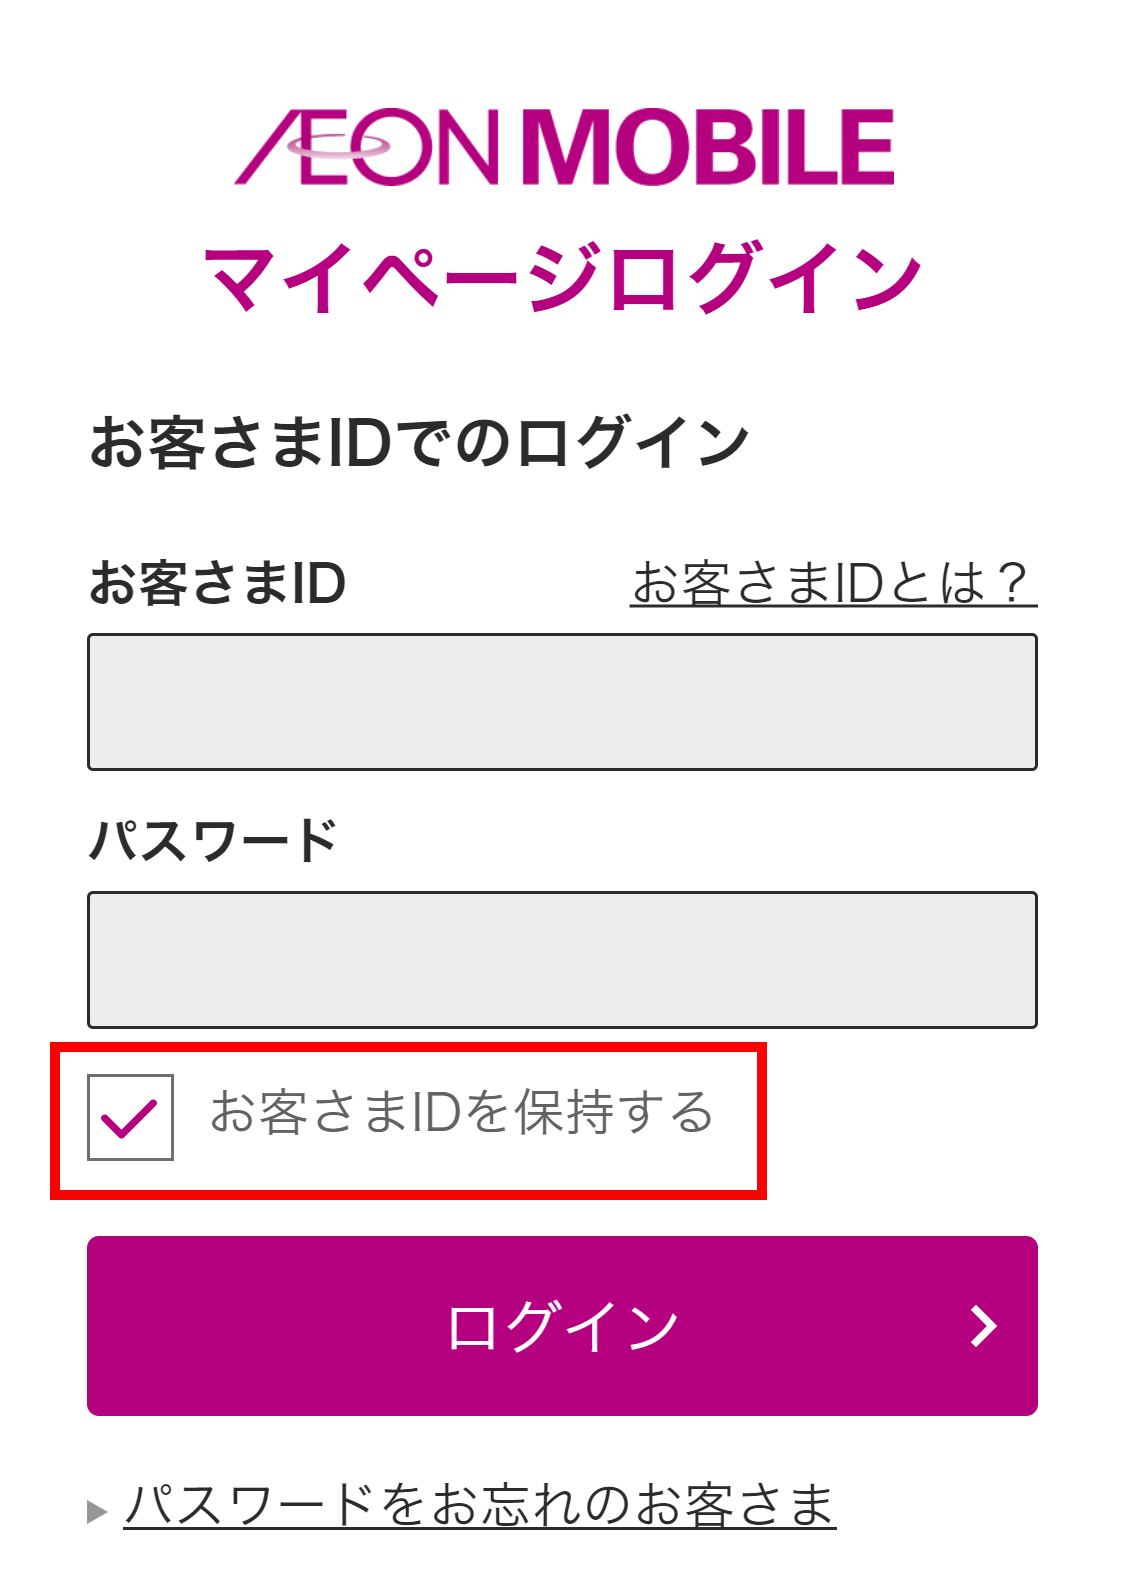 ÆON MOBILE
マイページログイン
お客さまIDでのログイン
お客さまID お客さまIDとは？
パスワード
お客さまIDを保持する
ログイン
パスワードをお忘れのお客さま